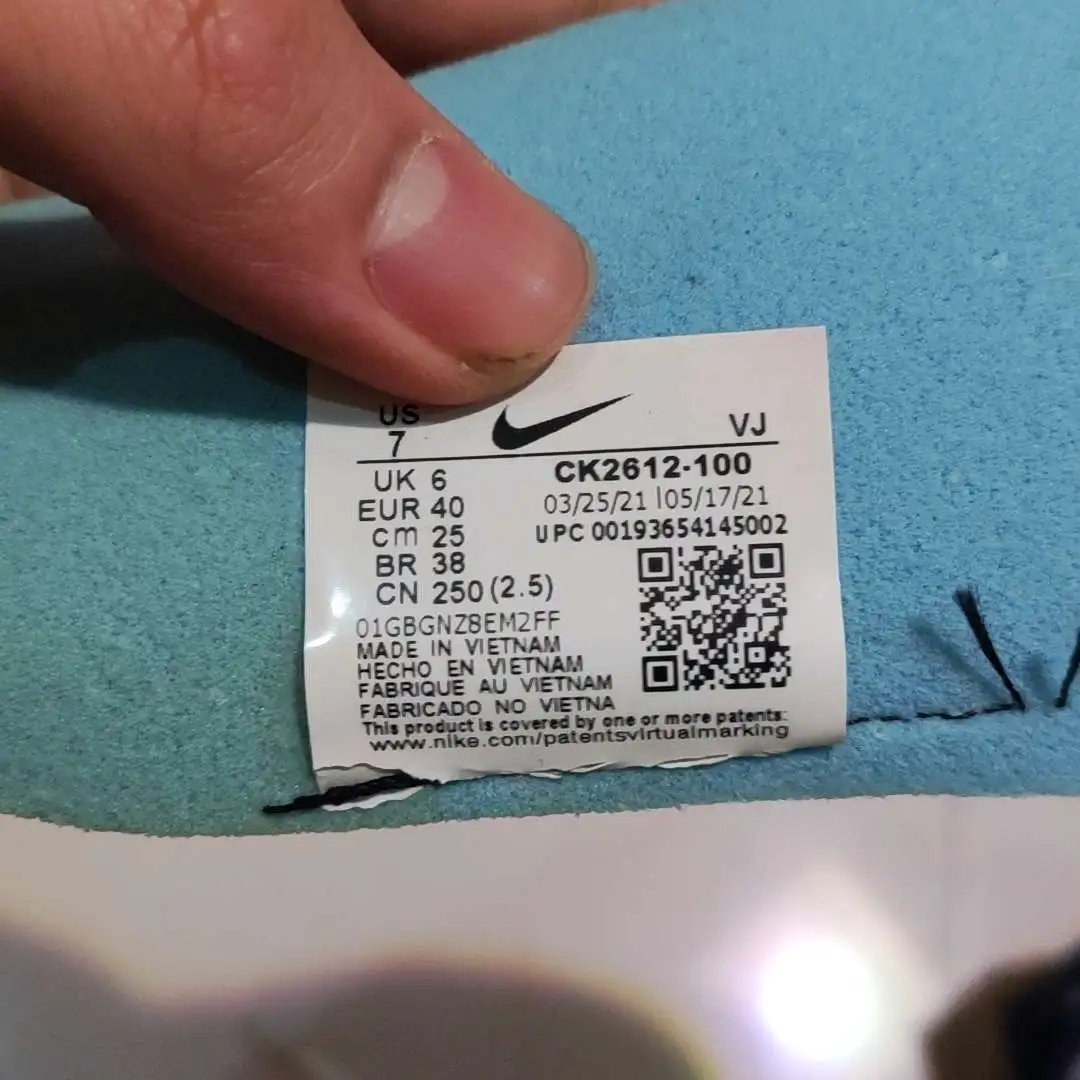 US
7 VJ
UK 6 CK2612-100
EUR 40 03/25/21 | 05/17/21
cm 25 UPC 00193654145002
BR 38
CN 250 (2.5)
01GBGNZ8EM2FF
MADE IN VIETNAM
HECHO EN VIETNAM
FABRIQUE AU VIETNAM
FABRICADO NO VIETNA
This product is covered by one or more patents:
www.nike.com/patentsvirtualmarking